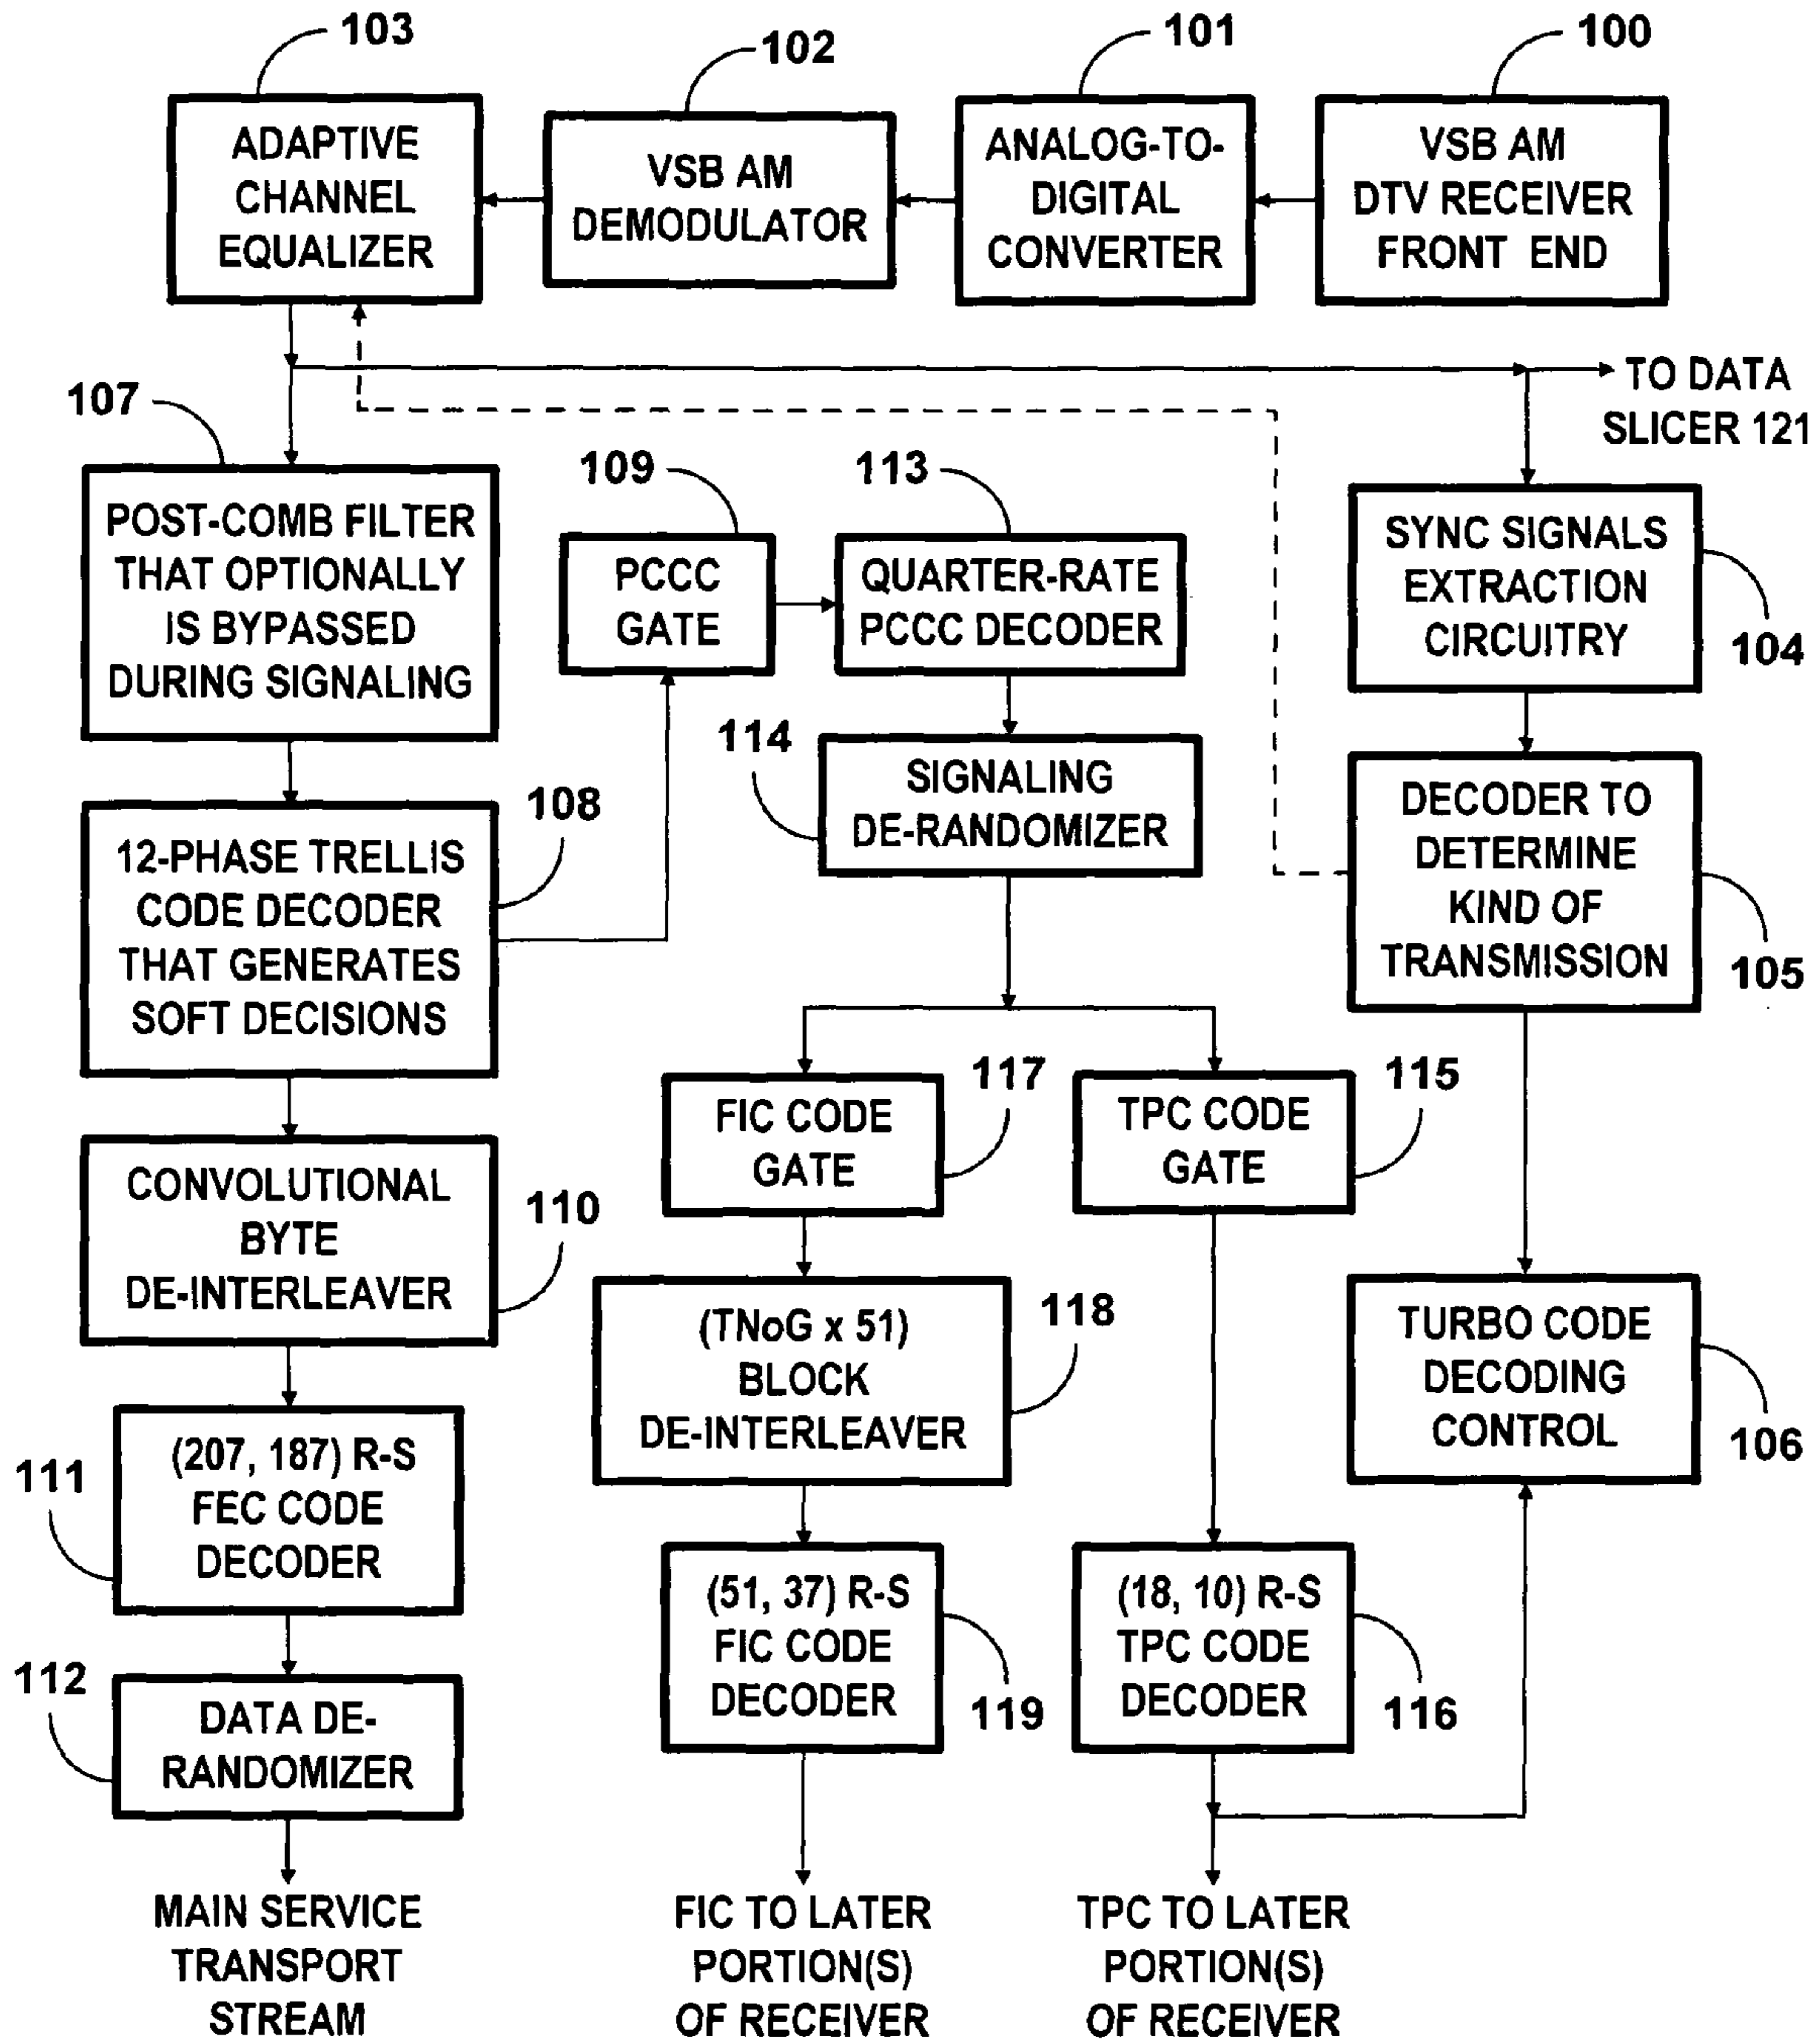 103
102
101
100
ADAPTIVE
CHANNEL
EQUALIZER
VSB AM
DEMODULATOR
ANALOG-TO-
DIGITAL
CONVERTER
VSB AM
DTV RECEIVER
FRONT END
TO DATA
SLICER 121
107
POST-COMB FILTER
THAT OPTIONALLY
IS BYPASSED
DURING SIGNALING
109
PCCC
GATE
113
QUARTER-RATE
PCCC DECODER
SYNC SIGNALS
EXTRACTION
CIRCUITRY
104
114
SIGNALING
DE-RANDOMIZER
108
12-PHASE TRELLIS
CODE DECODER
THAT GENERATES
SOFT DECISIONS
DECODER TO
DETERMINE
KIND OF
TRANSMISSION
105
FIC CODE
GATE
117
TPC CODE
GATE
115
CONVOLUTIONAL
BYTE
DE-INTERLEAVER
110
(TNoG x 51)
BLOCK
DE-INTERLEAVER
118
TURBO CODE
DECODING
CONTROL
106
111
(207, 187) R-S
FEC CODE
DECODER
(51, 37) R-S
FIC CODE
DECODER
119
(18, 10) R-S
TPC CODE
DECODER
116
112
DATA DE-
RANDOMIZER
MAIN SERVICE
TRANSPORT
STREAM
FIC TO LATER
PORTION(S)
OF RECEIVER
TPC TO LATER
PORTION(S)
OF RECEIVER